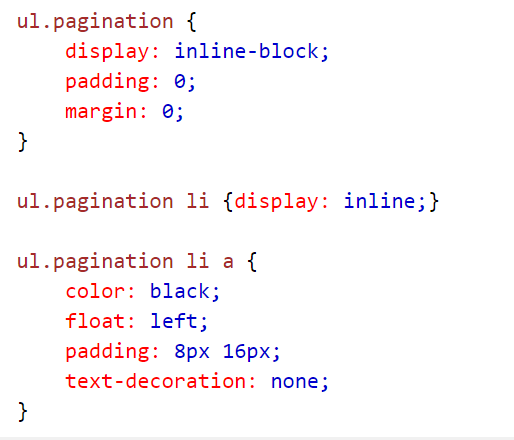 ul.pagination {
    display: inline-block;
    padding: 0;
    margin: 0;
}

ul.pagination li {display: inline;}

ul.pagination li a {
    color: black;
    float: left;
    padding: 8px 16px;
    text-decoration: none;
}